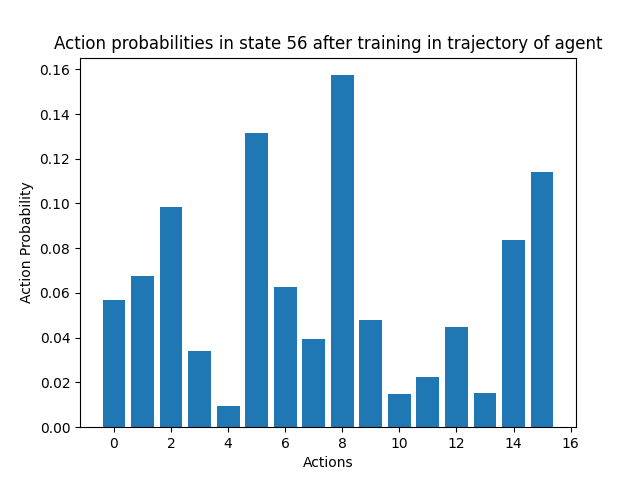 Action probabilities in state 56 after training in trajectory of agent
0.16
0.14
0.12
0.10
0.08
0.06
0.04
0.02
0.00
Action Probability
0 2 4 6 8 10 12 14 16
Actions